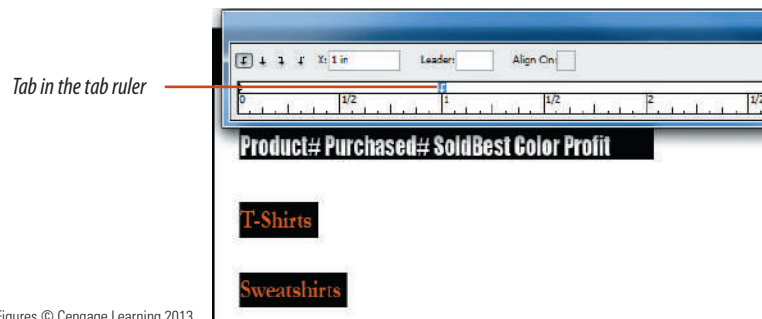 X: 1 in Leader: Align On:
Tab in the tab ruler
0 1/2 1 1/2 2 1/2
Product# Purchased# SoldBest Color Profit
T-Shirts
Sweatshirts
Figures © Cengage Learning 2013